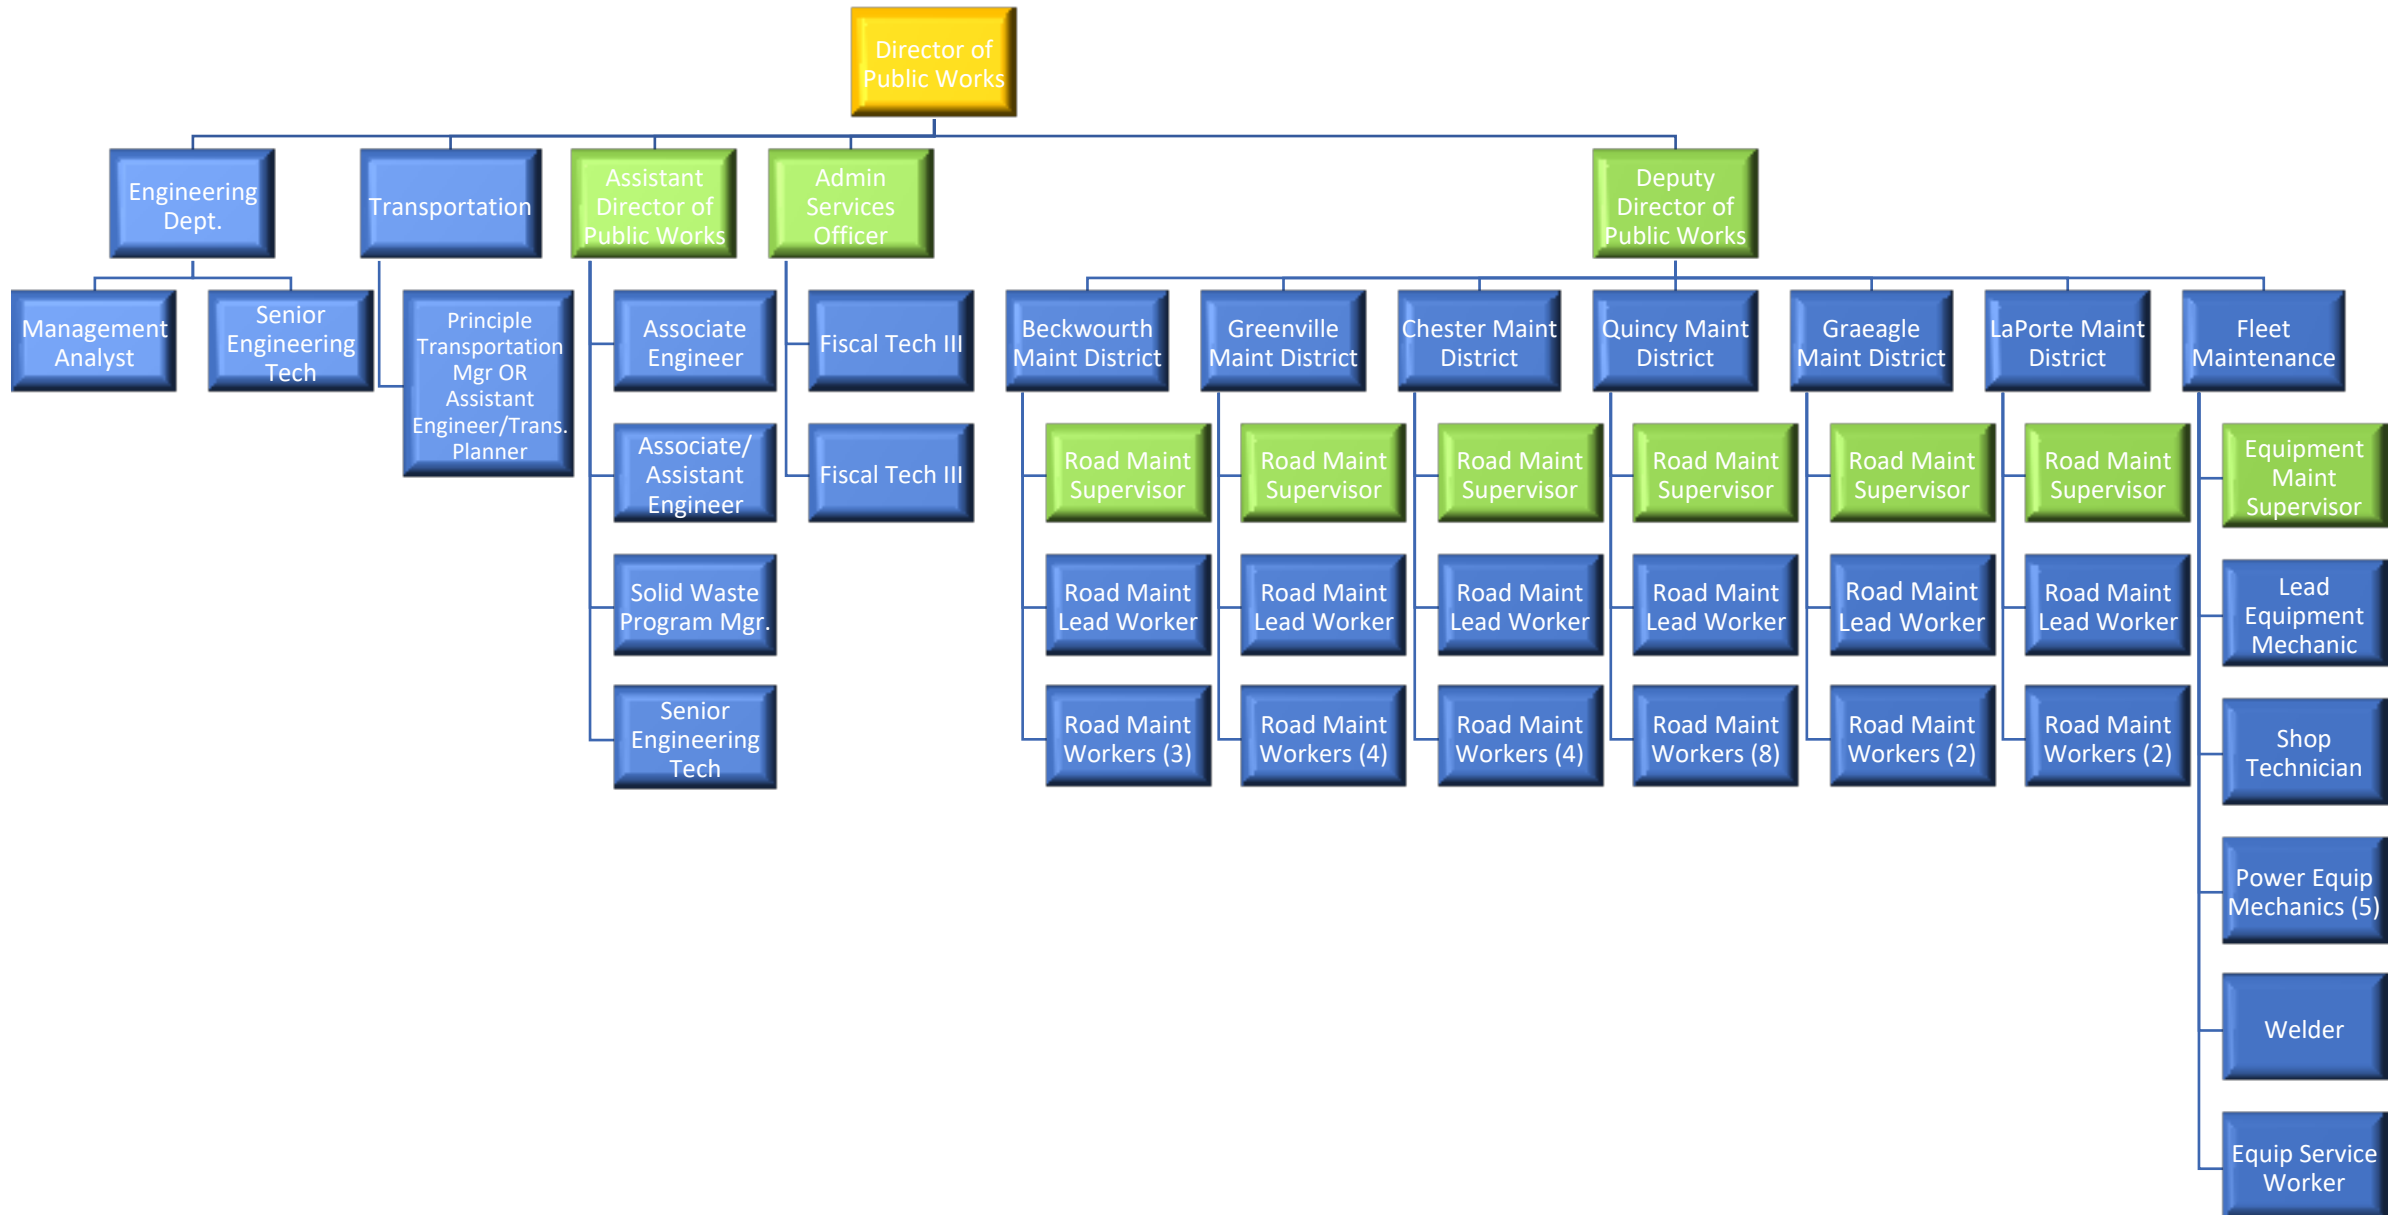 Director of
Public Works
Engineering
Dept.
Transportation
Assistant
Director of
Public Works
Admin
Services
Officer
Deputy
Director of
Public Works
Management
Analyst
Senior
Engineering
Tech
Principle
Transportation
Mgr OR
Assistant
Engineer/Trans.
Planner
Associate
Engineer
Associate/
Assistant
Engineer
Solid Waste
Program Mgr.
Senior
Engineering
Tech
Fiscal Tech III
Fiscal Tech III
Beckwourth
Maint District
Road Maint
Supervisor
Road Maint
Lead Worker
Road Maint
Workers (3)
Greenville
Maint District
Road Maint
Supervisor
Road Maint
Lead Worker
Road Maint
Workers (4)
Chester Maint
District
Road Maint
Supervisor
Road Maint
Lead Worker
Road Maint
Workers (4)
Quincy Maint
District
Road Maint
Supervisor
Road Maint
Lead Worker
Road Maint
Workers (8)
Graeagle
Maint District
Road Maint
Supervisor
Road Maint
Lead Worker
Road Maint
Workers (2)
LaPorte Maint
District
Road Maint
Supervisor
Road Maint
Lead Worker
Road Maint
Workers (2)
Fleet
Maintenance
Equipment
Maint
Supervisor
Lead
Equipment
Mechanic
Shop
Technician
Power Equip
Mechanics (5)
Welder
Equip Service
Worker